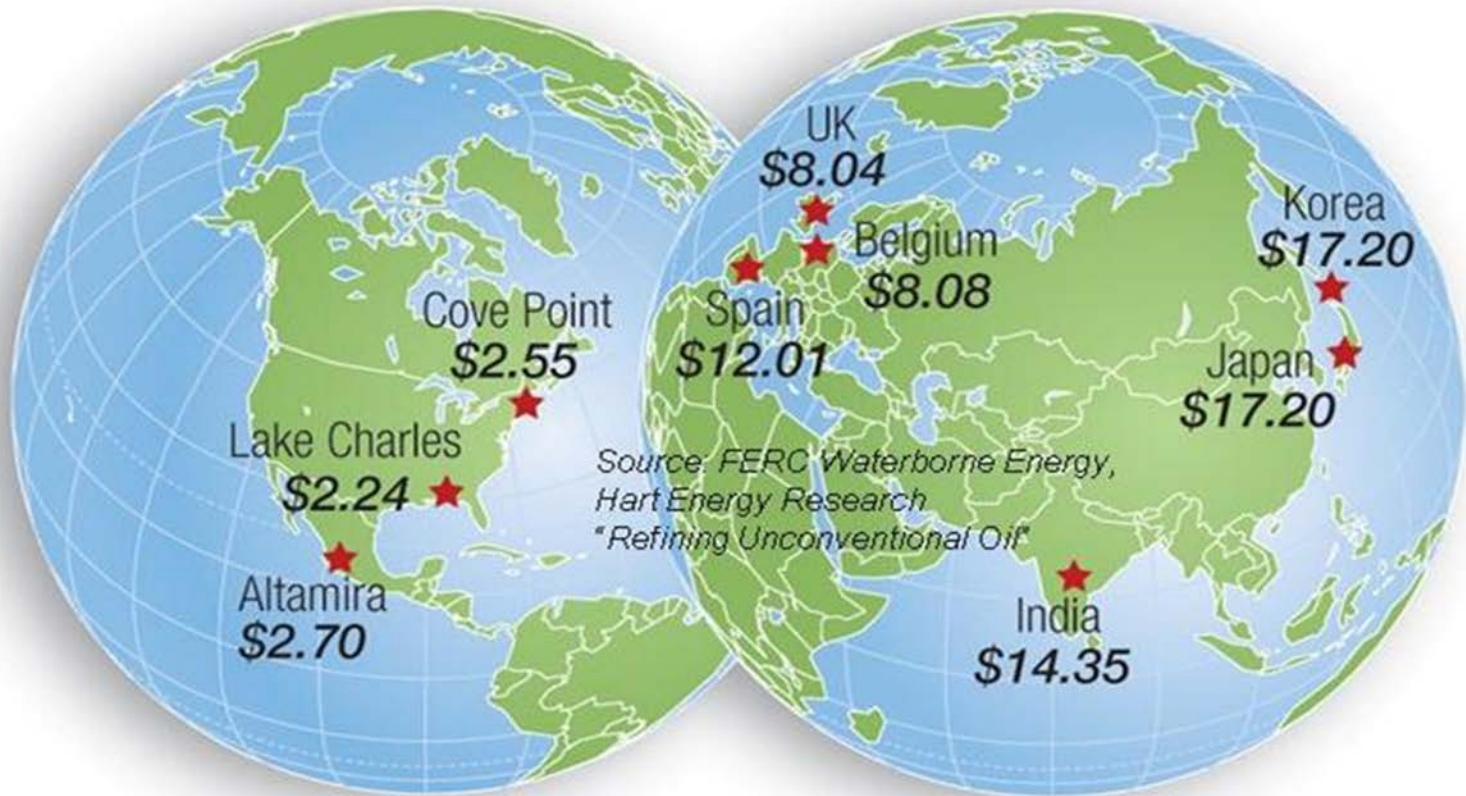 UK
$8.04
Korea
$17.20
Belgium
$8.08
Cove Point
$2.55
Spain
$12.01
Japan
$17.20
Lake Charles
$2.24
Source: FERC Waterborne Energy,
Hart Energy Research
"Refining Unconventional Oil"
Altamira
$2.70
India
$14.35